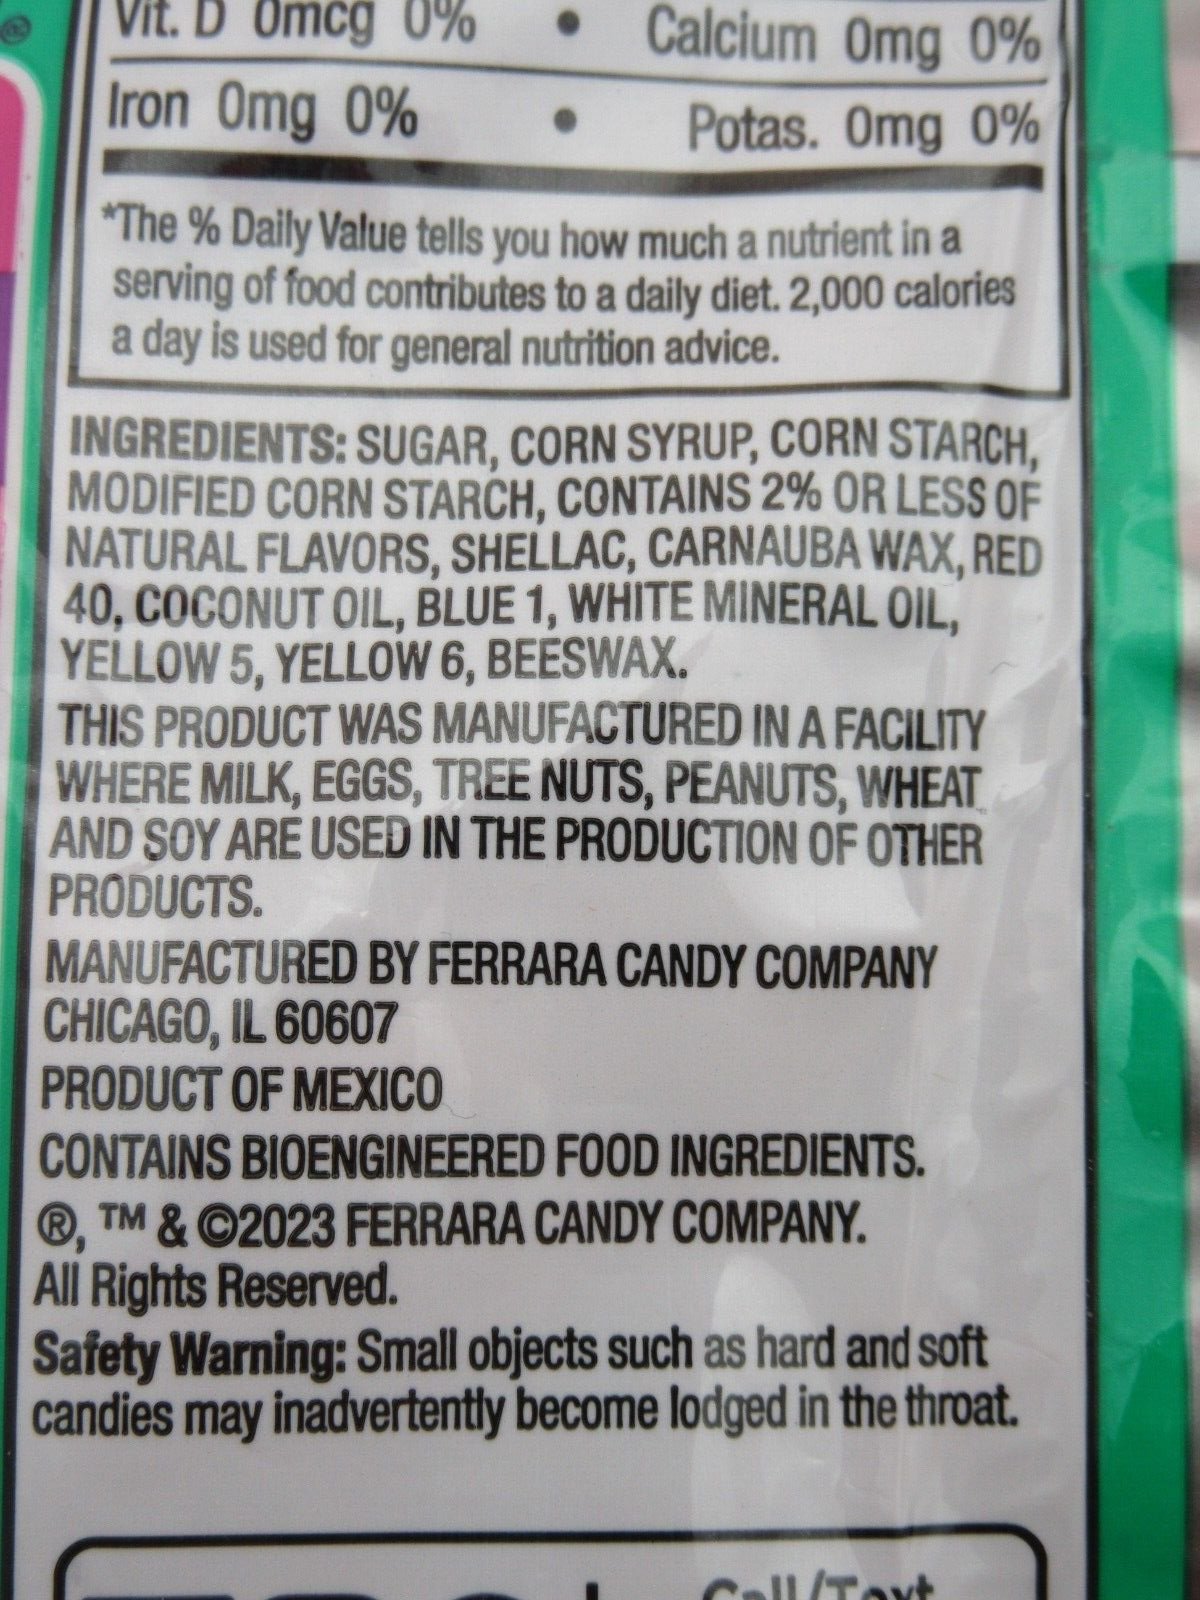 ®
Vit. D 0mcg 0% • Calcium 0mg 0%
Iron 0mg 0% • Potas. 0mg 0%
*The % Daily Value tells you how much a nutrient in a
serving of food contributes to a daily diet. 2,000 calories
a day is used for general nutrition advice.
INGREDIENTS: SUGAR, CORN SYRUP, CORN STARCH,
MODIFIED CORN STARCH, CONTAINS 2% OR LESS OF
NATURAL FLAVORS, SHELLAC, CARNAUBA WAX, RED
40, COCONUT OIL, BLUE 1, WHITE MINERAL OIL,
YELLOW 5, YELLOW 6, BEESWAX.
THIS PRODUCT WAS MANUFACTURED IN A FACILITY
WHERE MILK, EGGS, TREE NUTS, PEANUTS, WHEAT
AND SOY ARE USED IN THE PRODUCTION OF OTHER
PRODUCTS.
MANUFACTURED BY FERRARA CANDY COMPANY
CHICAGO, IL 60607
PRODUCT OF MEXICO
CONTAINS BIOENGINEERED FOOD INGREDIENTS.
®, ™ & ©2023 FERRARA CANDY COMPANY.
All Rights Reserved.
Safety Warning: Small objects such as hard and soft
candies may inadvertently become lodged in the throat.
Call/Text